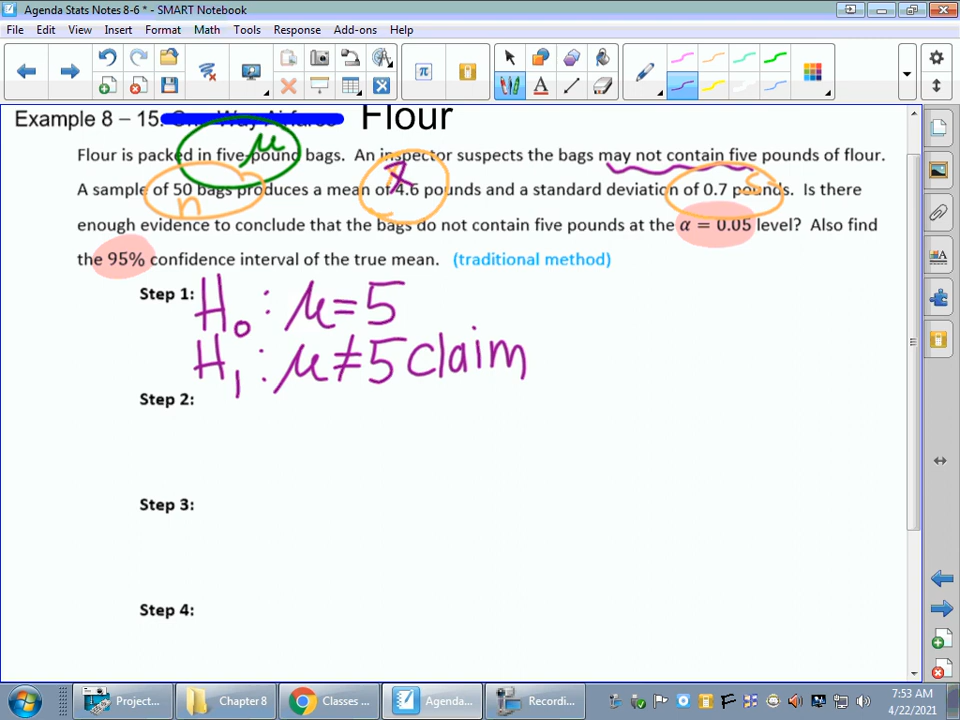 Agenda Stats Notes 8-6 * - SMART Notebook
File Edit View Insert Format Math Tools Response Add-ons Help
Example 8 – 15: Flour
μ
Flour is packed in five-pound bags. An inspector suspects the bags may not contain five pounds of flour.
A sample of 50 bags produces a mean of 4.6 pounds and a standard deviation of 0.7 pounds. Is there
n
enough evidence to conclude that the bags do not contain five pounds at the α = 0.05 level? Also find
the 95% confidence interval of the true mean. (traditional method)
Step 1: H₀ : μ = 5
H₁ : μ ≠ 5 claim
Step 2:
Step 3:
Step 4:
Project...
Chapter 8
Classes ...
Agenda...
Recordi...
7:53 AM
4/22/2021